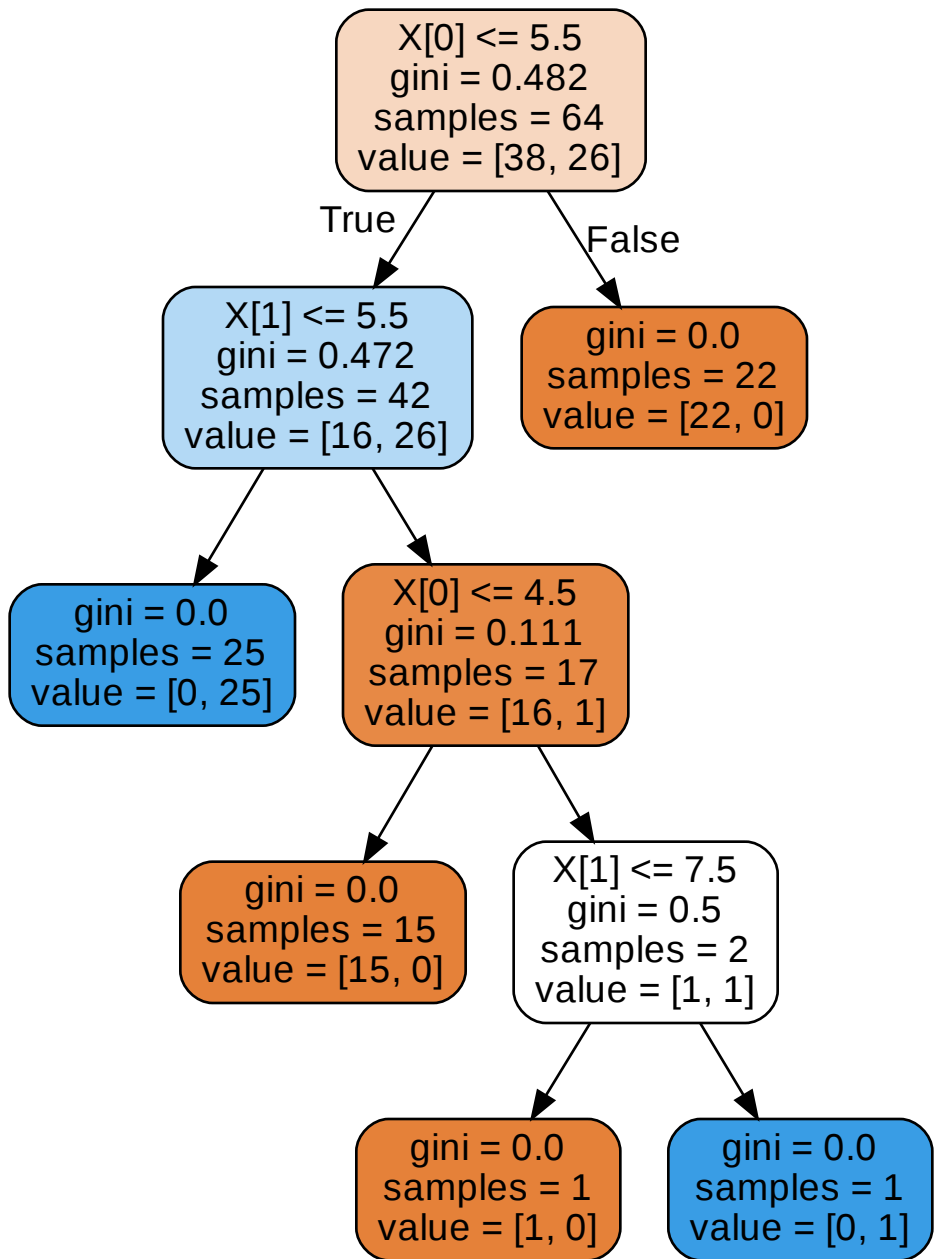 X[0] <= 5.5
gini = 0.482
samples = 64
value = [38, 26]
True
False
X[1] <= 5.5
gini = 0.472
samples = 42
value = [16, 26]
gini = 0.0
samples = 22
value = [22, 0]
gini = 0.0
samples = 25
value = [0, 25]
X[0] <= 4.5
gini = 0.111
samples = 17
value = [16, 1]
gini = 0.0
samples = 15
value = [15, 0]
X[1] <= 7.5
gini = 0.5
samples = 2
value = [1, 1]
gini = 0.0
samples = 1
value = [1, 0]
gini = 0.0
samples = 1
value = [0, 1]